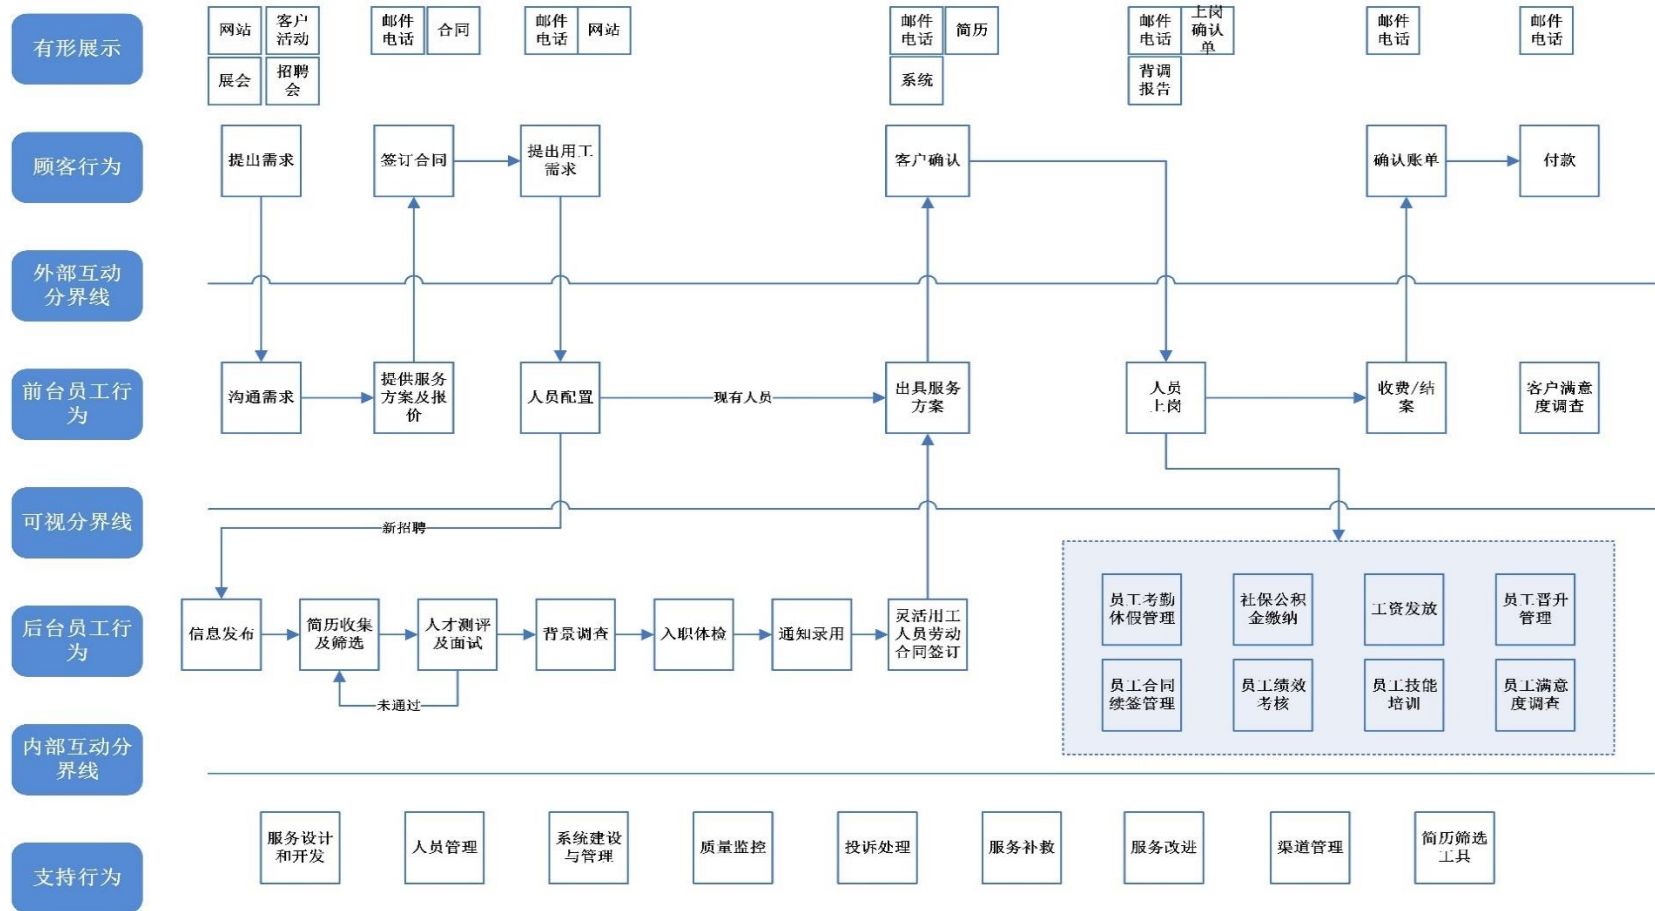 有形展示
网站
客户
活动
展会
招聘
会
邮件
电话
合同
邮件
电话
网站
邮件
电话
简历
系统
邮件
电话
上岗
确认
单
背调
报告
邮件
电话
邮件
电话
顾客行为
提出需求
签订合同
提出用工
需求
客户确认
确认账单
付款
外部互动
分界线
前台员工行
为
沟通需求
提供服务
方案及报
价
人员配置
现有人员
出具服务
方案
人员
上岗
收费/结
案
客户满意
度调查
可视分界线
新招聘
后台员工行
为
信息发布
简历收集
及筛选
人才测评
及面试
背景调查
入职体检
通知录用
灵活用工
人员劳动
合同签订
未通过
员工考勤
休假管理
社保公积
金缴纳
工资发放
员工晋升
管理
员工合同
续签管理
员工绩效
考核
员工技能
培训
员工满意
度调查
内部互动分
界线
支持行为
服务设计
和开发
人员管理
系统建设
与管理
质量监控
投诉处理
服务补救
服务改进
渠道管理
简历筛选
工具